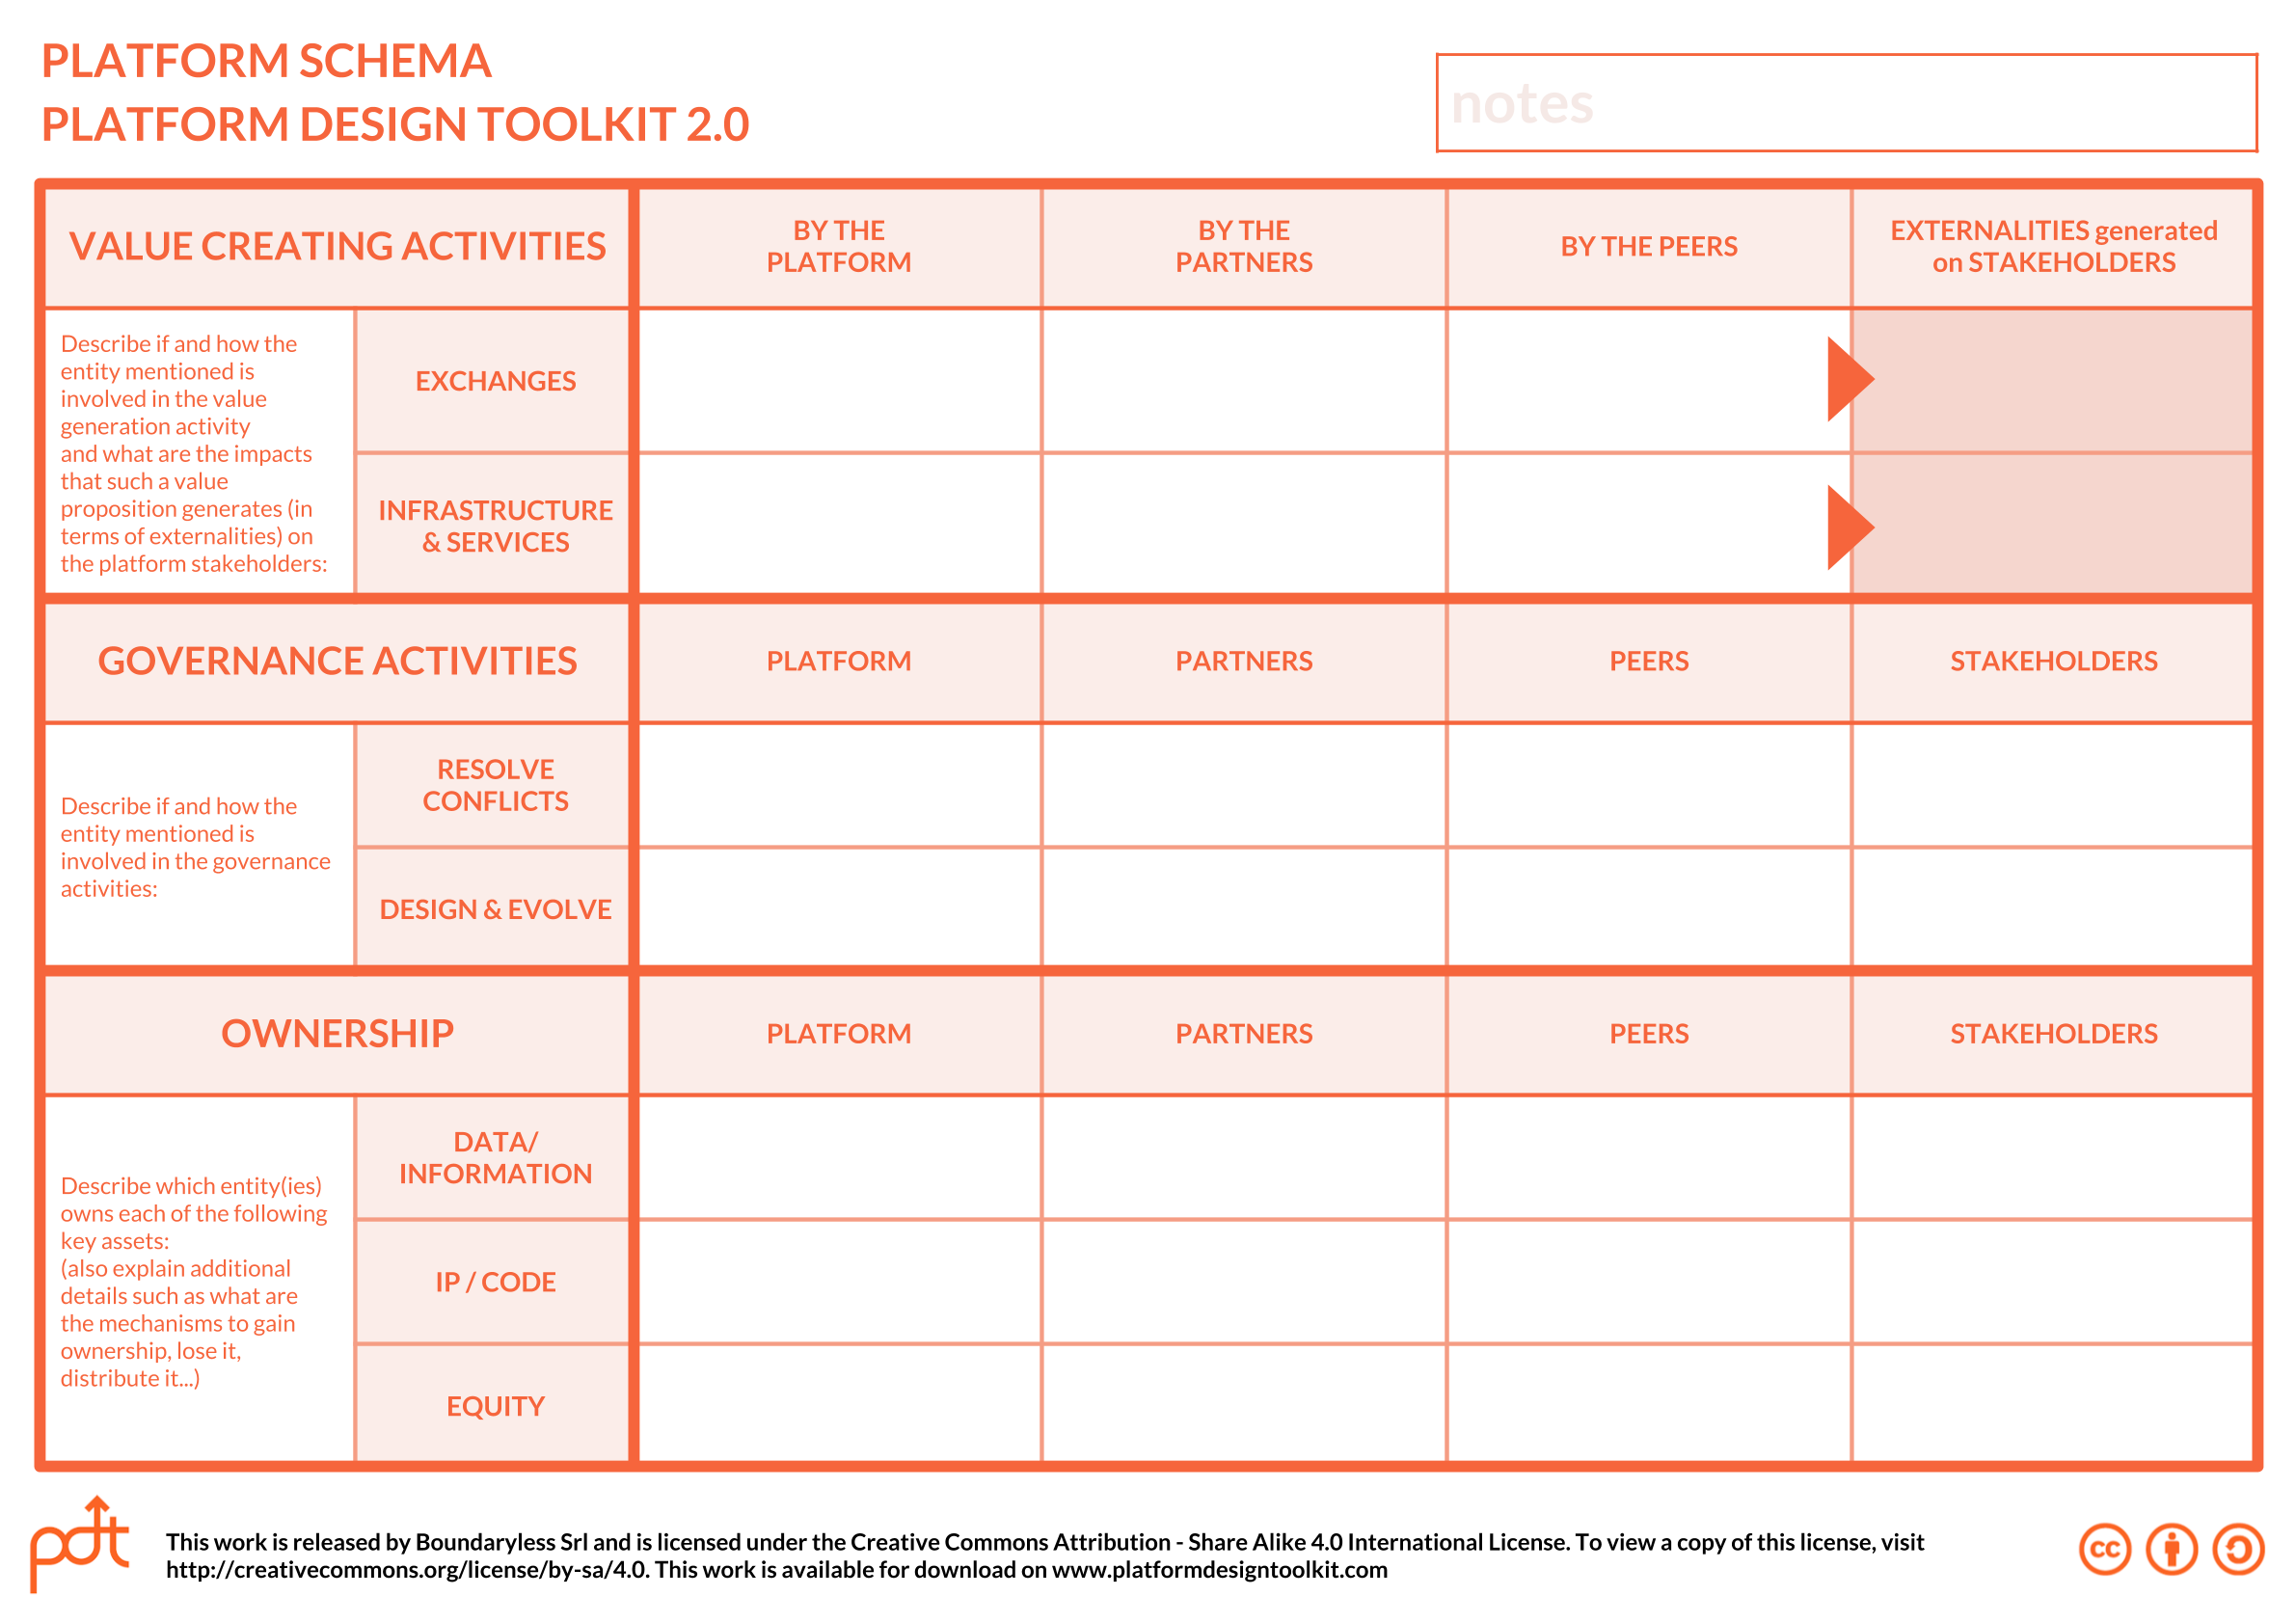 PLATFORM SCHEMA
PLATFORM DESIGN TOOLKIT 2.0
notes
VALUE CREATING ACTIVITIES
BY THE
PLATFORM
BY THE
PARTNERS
BY THE PEERS
EXTERNALITIES generated
on STAKEHOLDERS
Describe if and how the
entity mentioned is
involved in the value
generation activity
and what are the impacts
that such a value
proposition generates (in
terms of externalities) on
the platform stakeholders:
EXCHANGES
INFRASTRUCTURE
& SERVICES
GOVERNANCE ACTIVITIES
PLATFORM
PARTNERS
PEERS
STAKEHOLDERS
Describe if and how the
entity mentioned is
involved in the governance
activities:
RESOLVE
CONFLICTS
DESIGN & EVOLVE
OWNERSHIP
PLATFORM
PARTNERS
PEERS
STAKEHOLDERS
Describe which entity(ies)
owns each of the following
key assets:
(also explain additional
details such as what are
the mechanisms to gain
ownership, lose it,
distribute it...)
DATA/
INFORMATION
IP / CODE
EQUITY
pdt
This work is released by Boundaryless Srl and is licensed under the Creative Commons Attribution - Share Alike 4.0 International License. To view a copy of this license, visit
http://creativecommons.org/license/by-sa/4.0. This work is available for download on www.platformdesigntoolkit.com
cc